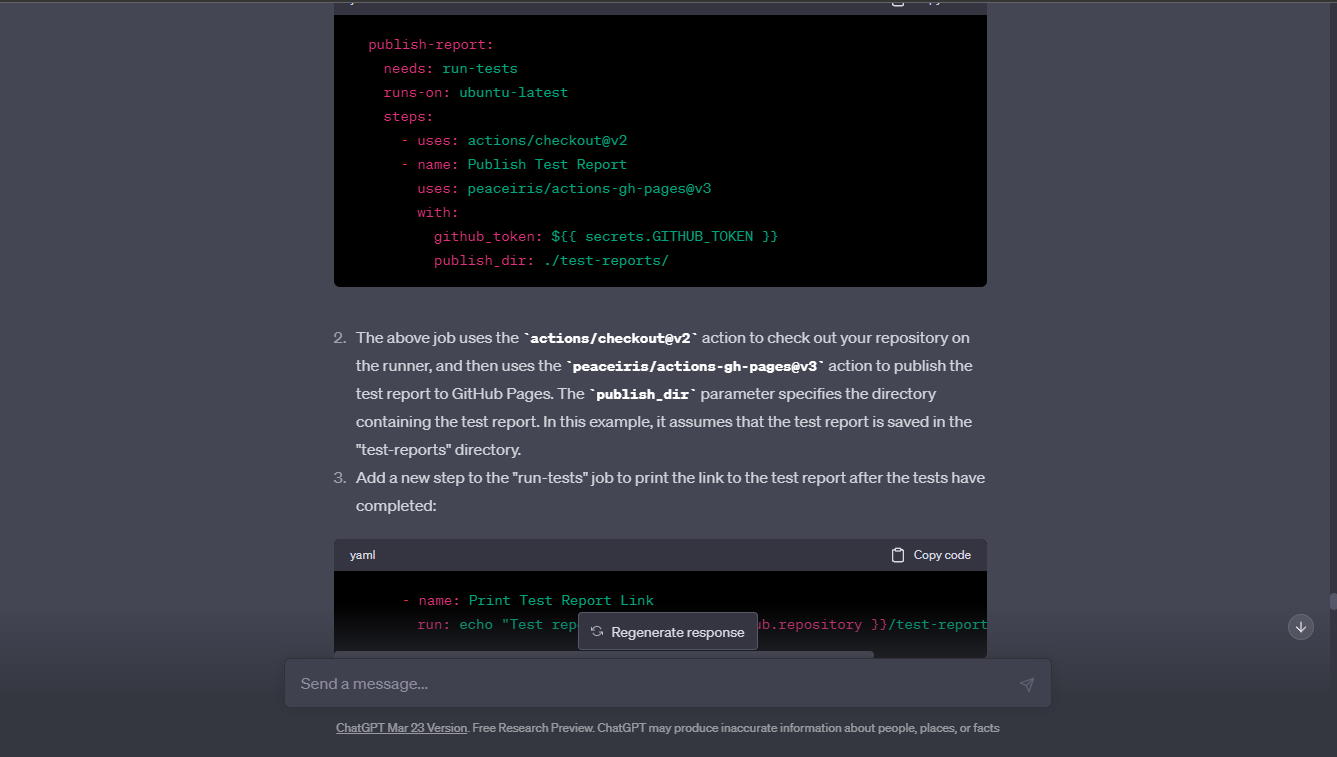 publish-report:
needs: run-tests
runs-on: ubuntu-latest
steps:
- uses: actions/checkout@v2
- name: Publish Test Report
uses: peaceiris/actions-gh-pages@v3
with:
github_token: ${{ secrets.GITHUB_TOKEN }}
publish_dir: ./test-reports/
2. The above job uses the `actions/checkout@v2` action to check out your repository on
the runner, and then uses the `peaceiris/actions-gh-pages@v3` action to publish the
test report to GitHub Pages. The `publish_dir` parameter specifies the directory
containing the test report. In this example, it assumes that the test report is saved in the
"test-reports" directory.
3. Add a new step to the "run-tests" job to print the link to the test report after the tests have
completed:
yaml
Copy code
- name: Print Test Report Link
run: echo "Test rep ub.repository }}/test-report
Regenerate response
Send a message...
ChatGPT Mar 23 Version. Free Research Preview. ChatGPT may produce inaccurate information about people, places, or facts